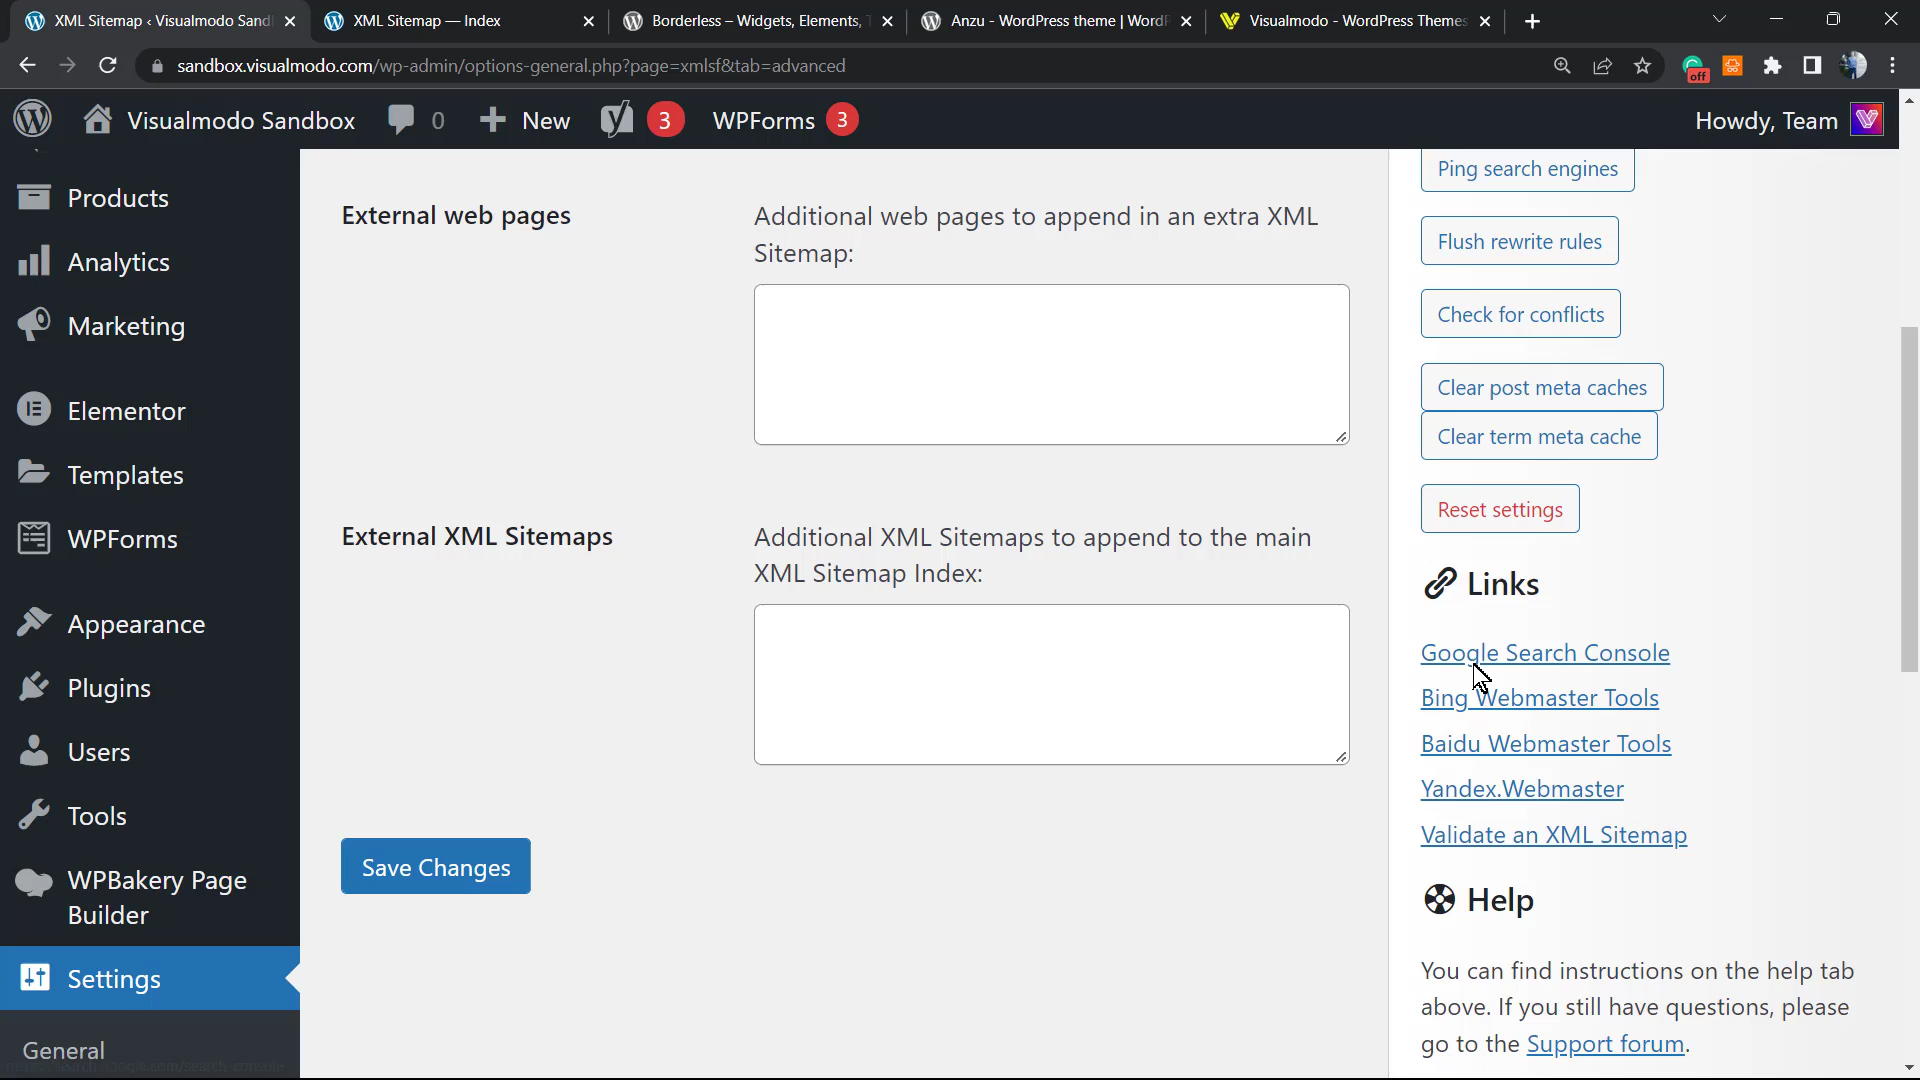 XML Sitemap ‹ Visualmodo Sand
XML Sitemap — Index
Borderless – Widgets, Elements,
Anzu - WordPress theme | Word
Visualmodo - WordPress Themes
sandbox.visualmodo.com/wp-admin/options-general.php?page=xmlsf&tab=advanced
off
Visualmodo Sandbox
0
New
3
WPForms
3
Howdy, Team
Products
Analytics
Marketing
Elementor
Templates
WPForms
Appearance
Plugins
Users
Tools
WPBakery Page
Builder
Settings
General
External web pages
Additional web pages to append in an extra XML
Sitemap:
External XML Sitemaps
Additional XML Sitemaps to append to the main
XML Sitemap Index:
Save Changes
Ping search engines
Flush rewrite rules
Check for conflicts
Clear post meta caches
Clear term meta cache
Reset settings
Links
Google Search Console
Bing Webmaster Tools
Baidu Webmaster Tools
Yandex.Webmaster
Validate an XML Sitemap
Help
You can find instructions on the help tab
above. If you still have questions, please
go to the Support forum.